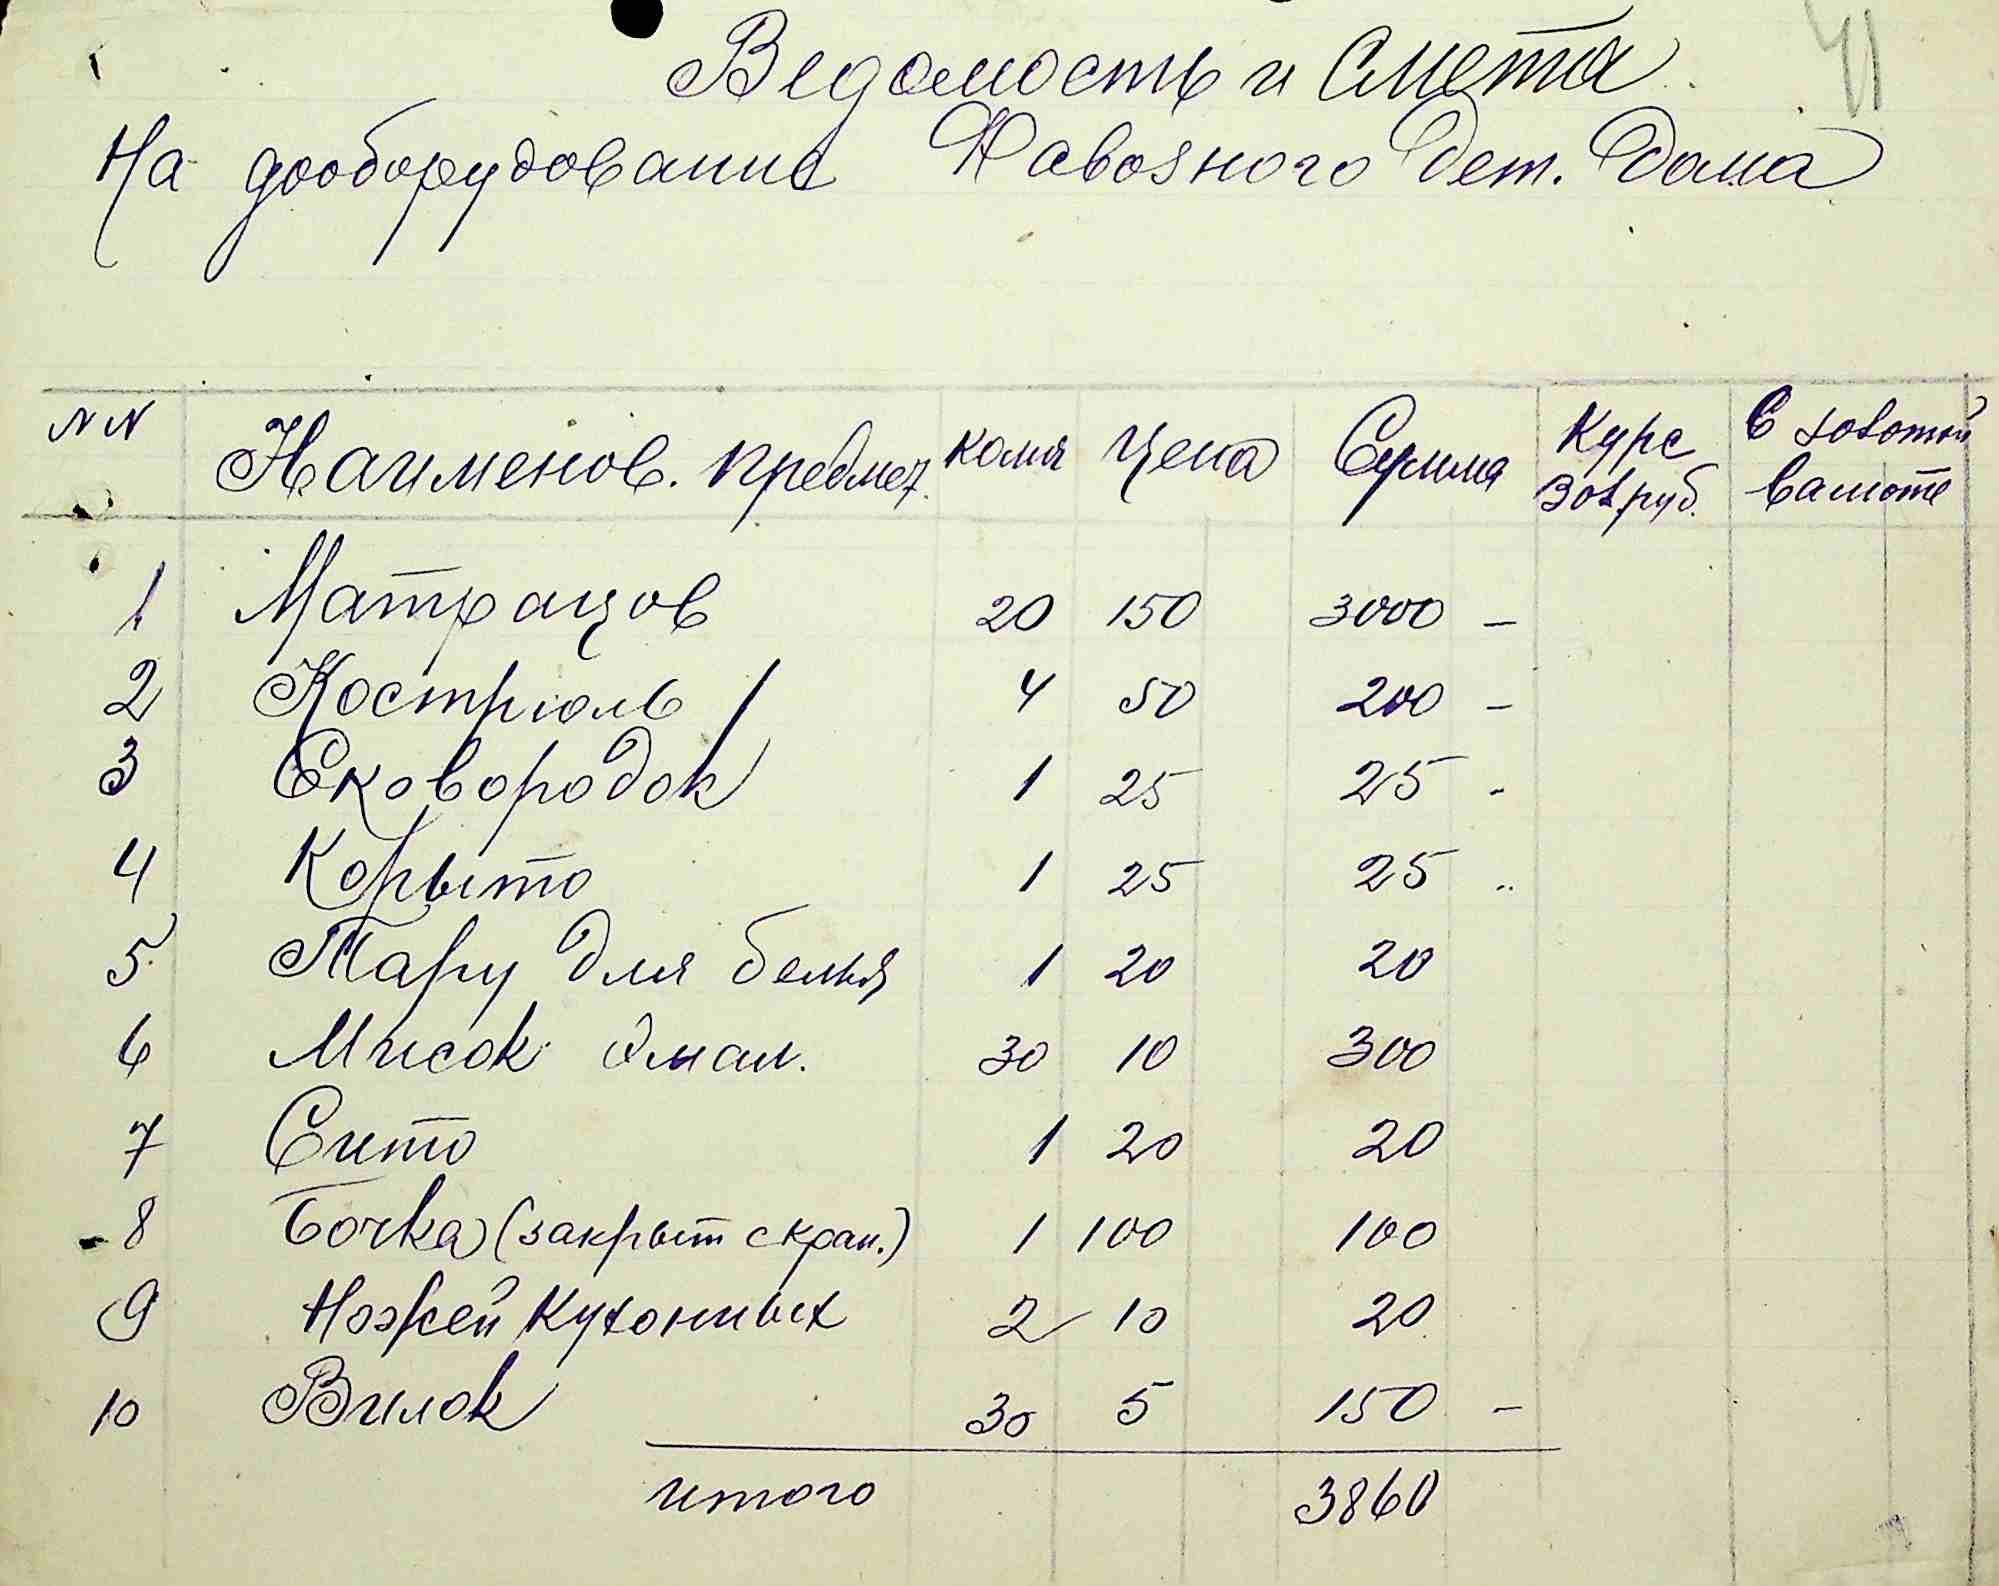 41
Ведомость и Смета
На дооборудование Навозного Дет. Дома
NN Наименов. предмет. колич Цена Сумма Курс зол. руб. В золотой валюте
1 Матрацов 20 150 3000 –
2 Кострюль 4 50 200 –
3 Сковородок 1 25 25 -
4 Корыто 1 25 25 ..
5 Тару для белья 1 20 20
6 Мисок эмал. 30 10 300
7 Сито 1 20 20
8 Бочка (закрыт с кран.) 1 100 100
9 Ножей Кухонных 2 10 20
10 Вилок 30 5 150 –
итого 3860